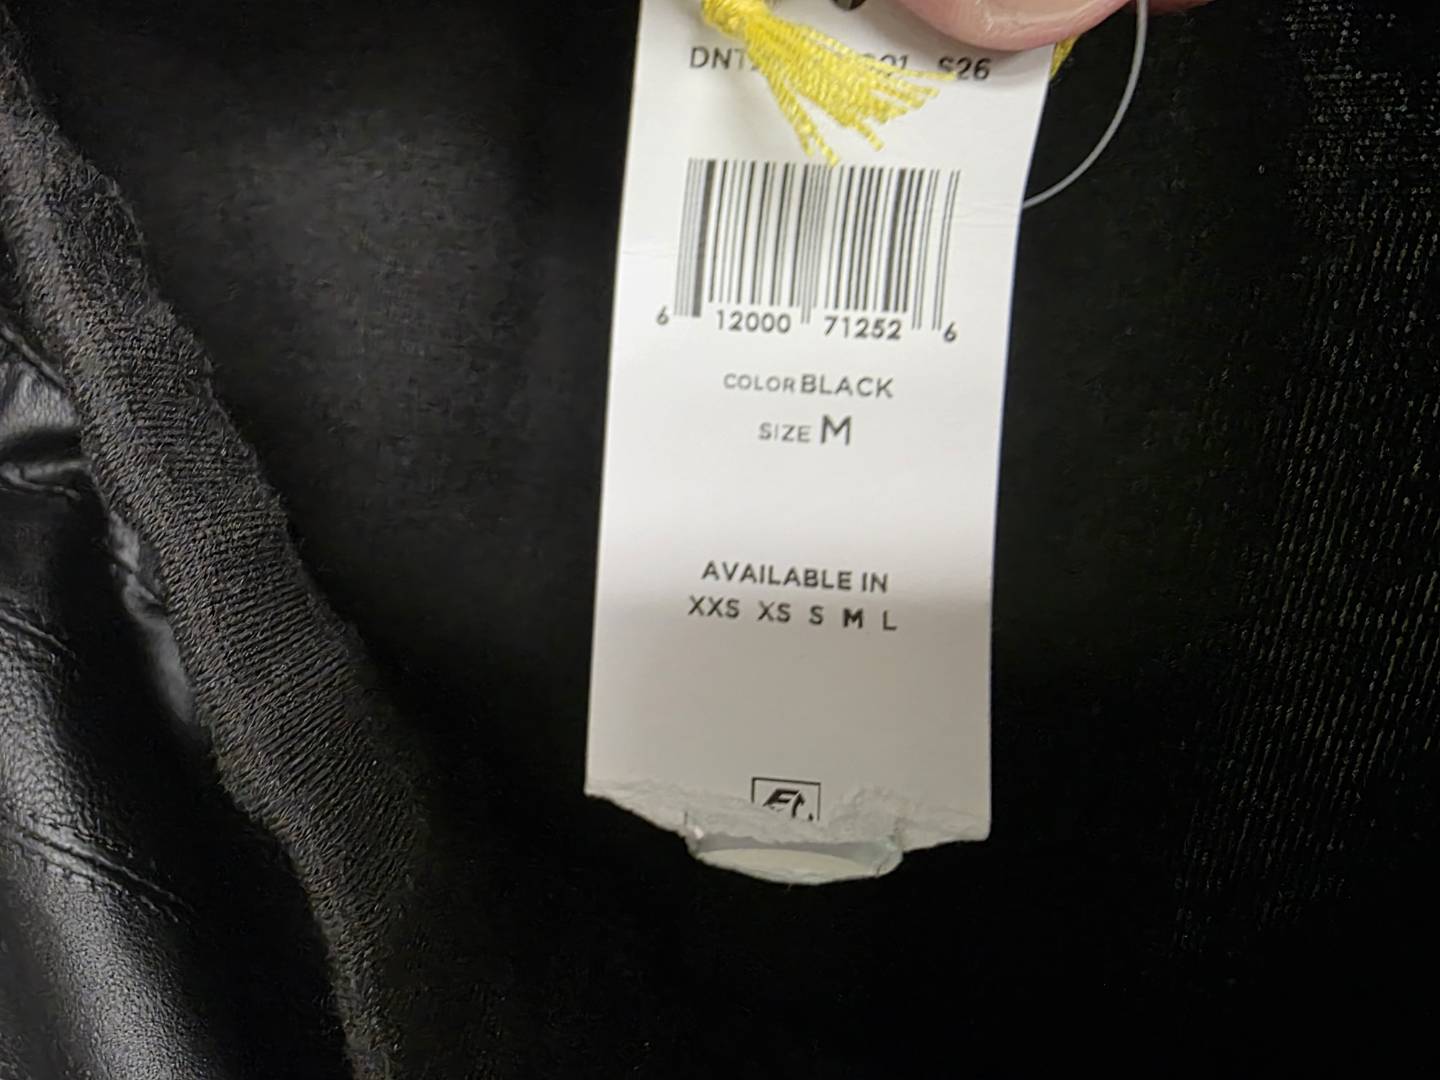 S26
6 12000 71252 6
COLOR BLACK
SIZE M
AVAILABLE IN
XXS XS S M L